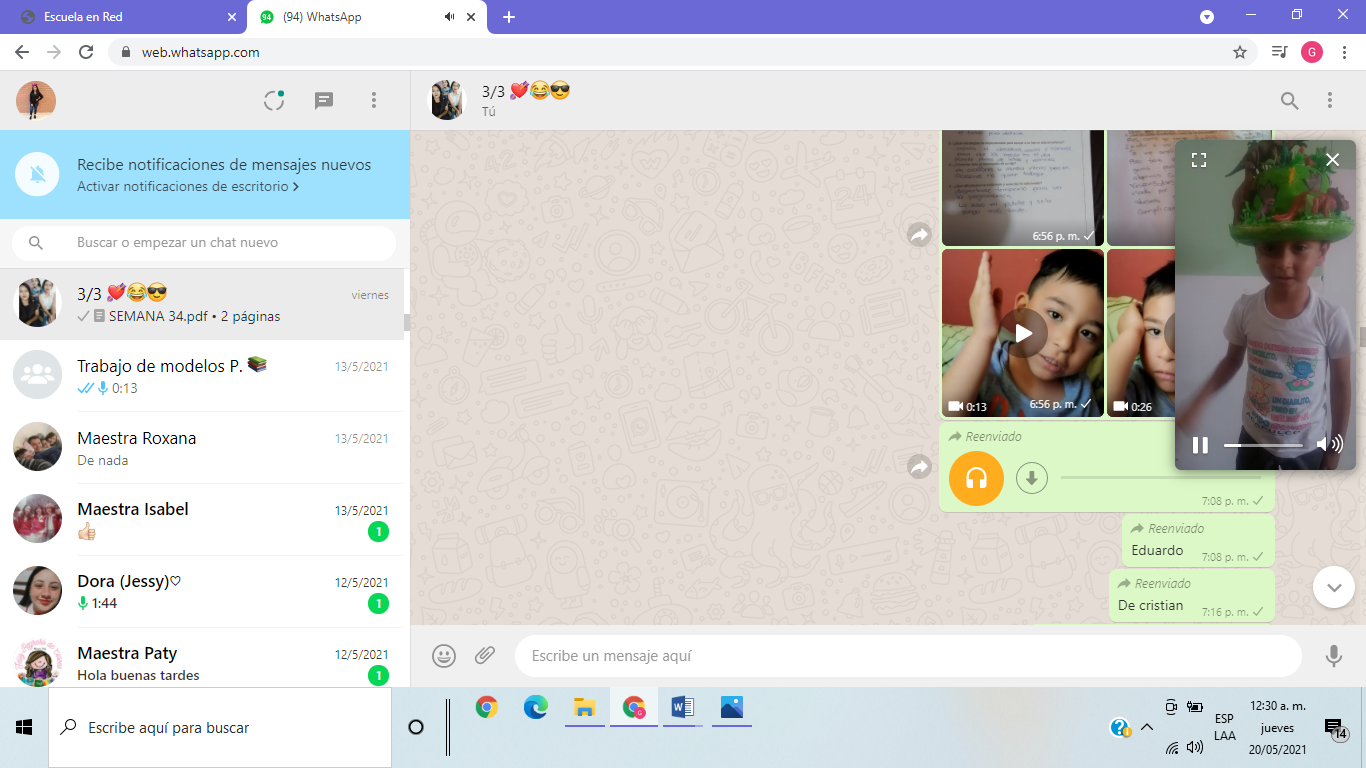 Escuela en Red
(94) WhatsApp
web.whatsapp.com
G
3/3 💘😂😎
Tú
Recibe notificaciones de mensajes nuevos
Activar notificaciones de escritorio >
Buscar o empezar un chat nuevo
3/3 💘😂😎
viernes
SEMANA 34.pdf • 2 páginas
Trabajo de modelos P. 📚
13/5/2021
0:13
Maestra Roxana
13/5/2021
De nada
Maestra Isabel
13/5/2021
👍🏻
1
Dora (Jessy)♡
12/5/2021
1:44
1
Maestra Paty
12/5/2021
Hola buenas tardes
1
6:56 p. m.
0:13
6:56 p. m.
0:26
Reenviado
7:08 p. m.
Reenviado
Eduardo
7:08 p. m.
Reenviado
De cristian
7:16 p. m.
Escribe un mensaje aquí
Escribe aquí para buscar
ESP
LAA
12:30 a. m.
jueves
20/05/2021
14